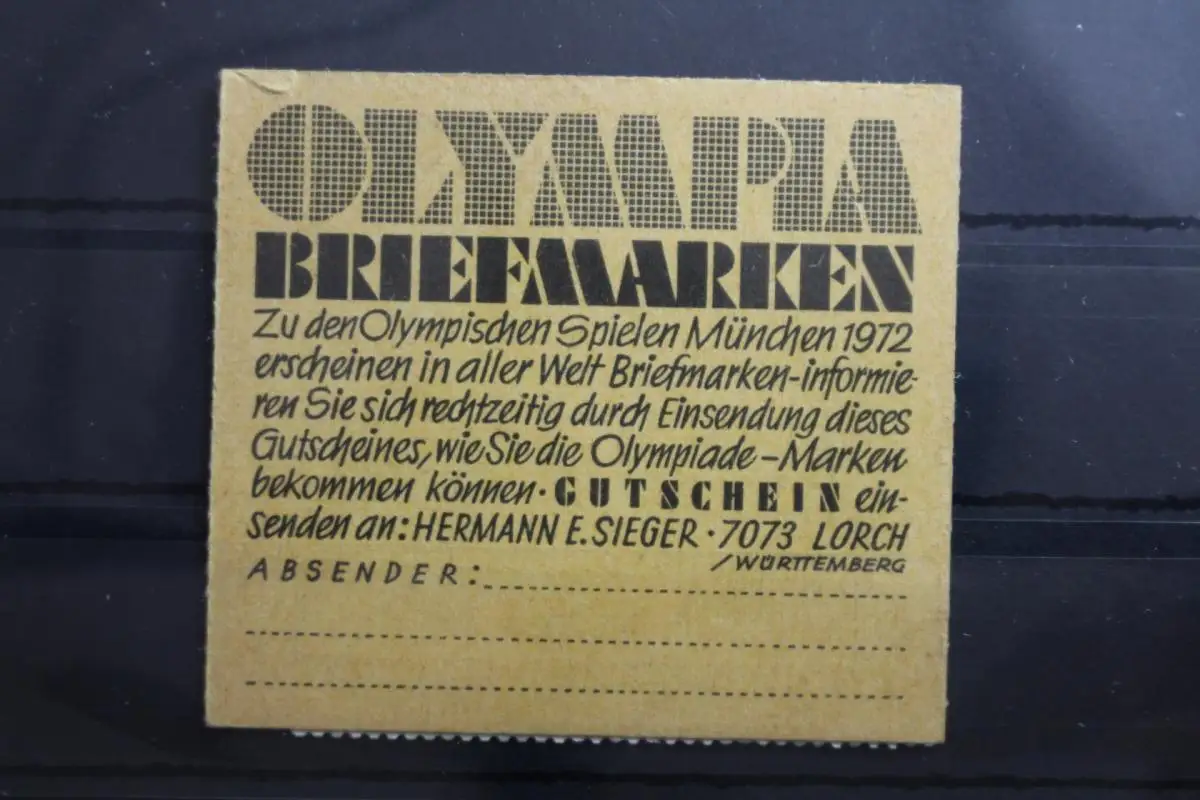 OLYMPIA
BRIEFMARKEN
Zu den Olympischen Spielen München 1972
erscheinen in aller Welt Briefmarken-informie-
ren Sie sich rechtzeitig durch Einsendung dieses
Gutscheines, wie Sie die Olympiade-Marken
bekommen können · GUTSCHEIN ein-
senden an: HERMANN E. SIEGER · 7073 LORCH
/WÜRTTEMBERG
ABSENDER: